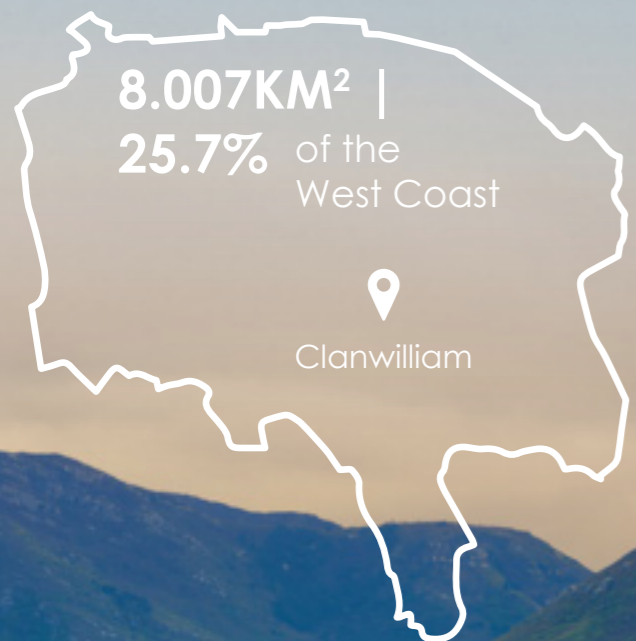 8.007KM² |
25.7% of the
West Coast
Clanwilliam